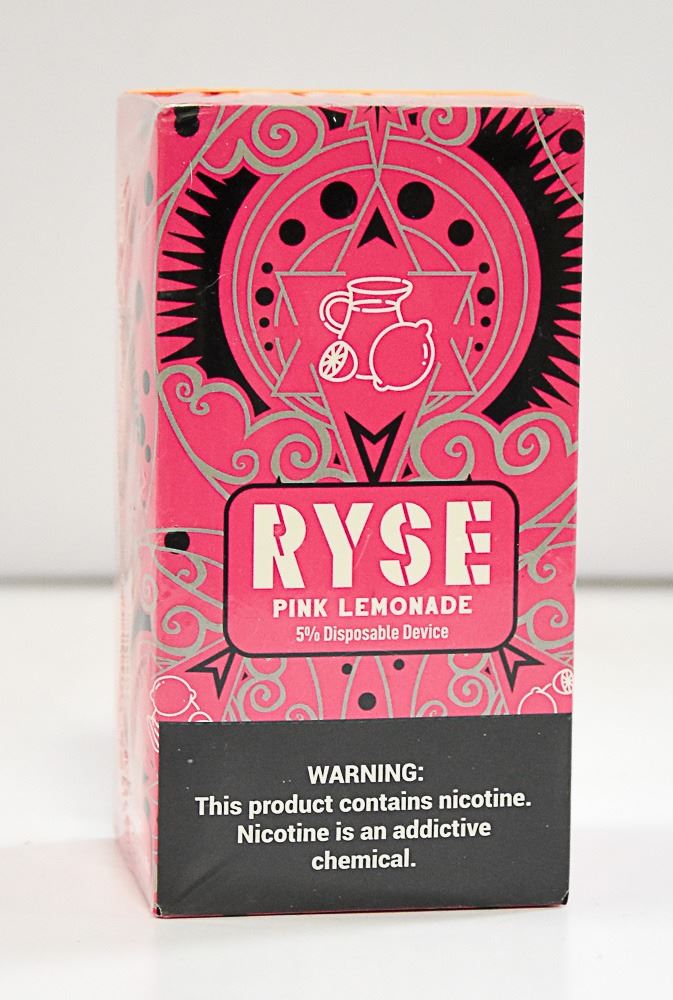 RYSE
PINK LEMONADE
5% Disposable Device
WARNING:
This product contains nicotine.
Nicotine is an addictive
chemical.